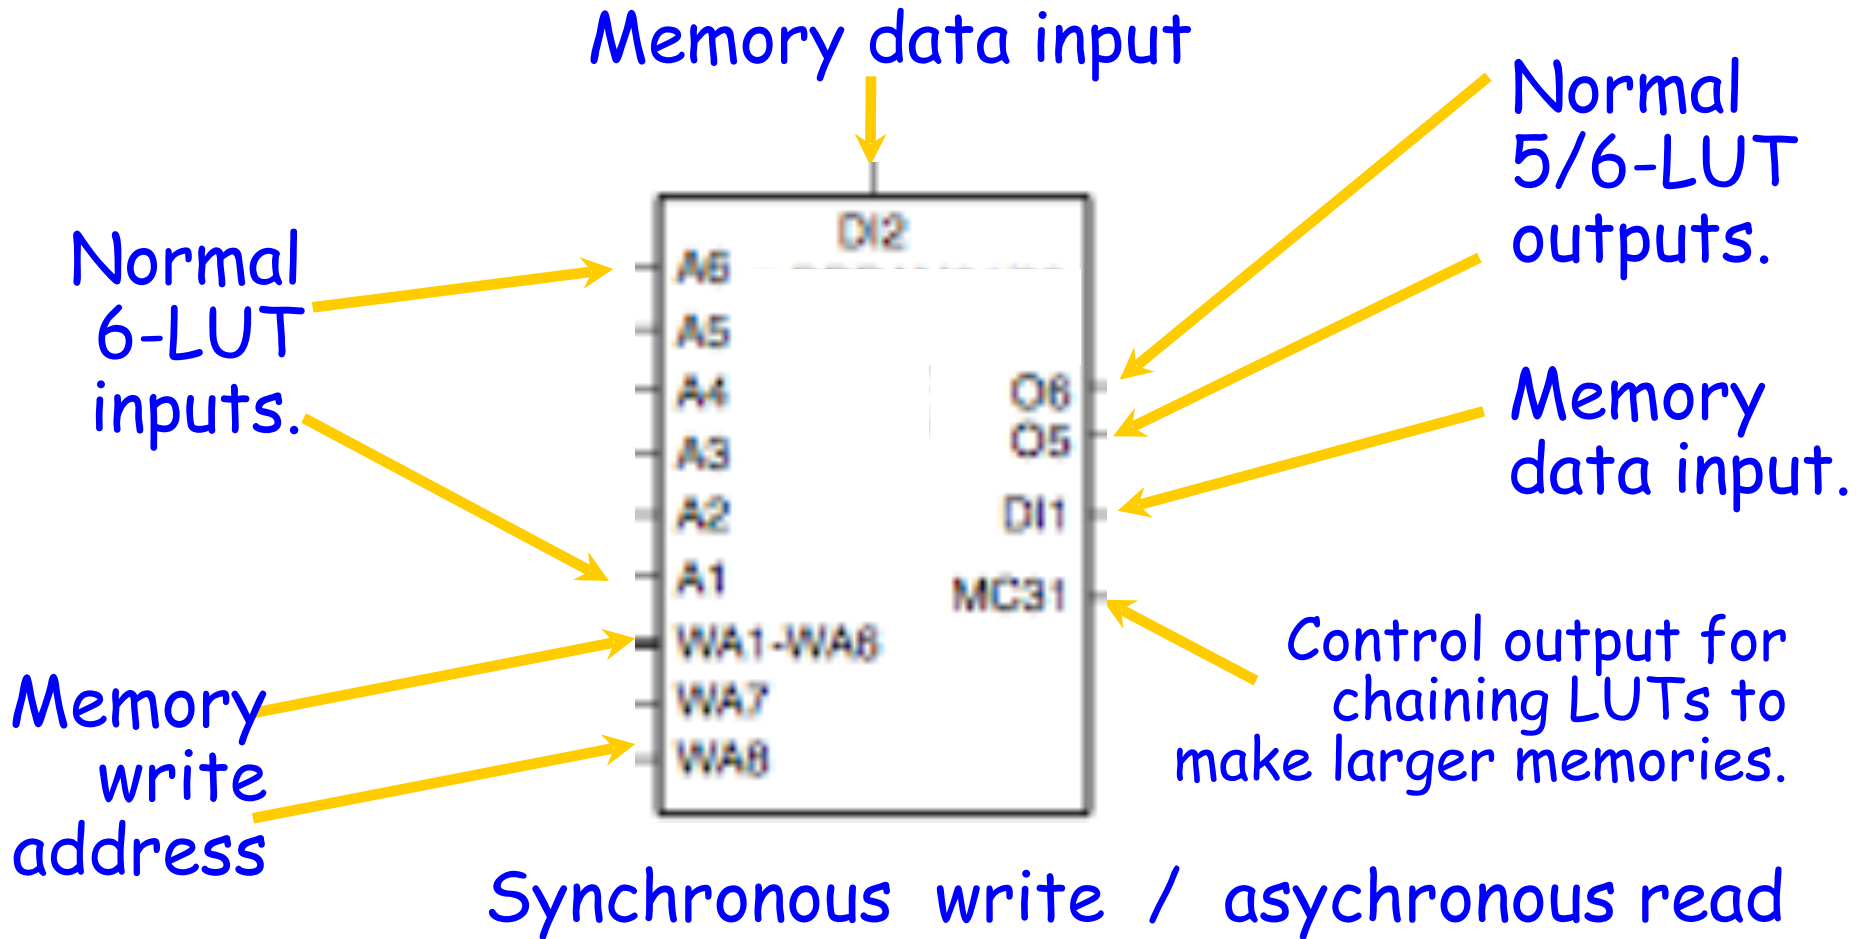 Memory data input
Normal
5/6-LUT
outputs.
Normal
6-LUT
inputs.
DI2
A6
A5
A4
A3
A2
A1
WA1-WA6
WA7
WA8
O6
O5
DI1
MC31
Memory
data input.
Control output for
chaining LUTs to
make larger memories.
Memory
write
address
Synchronous write / asychronous read